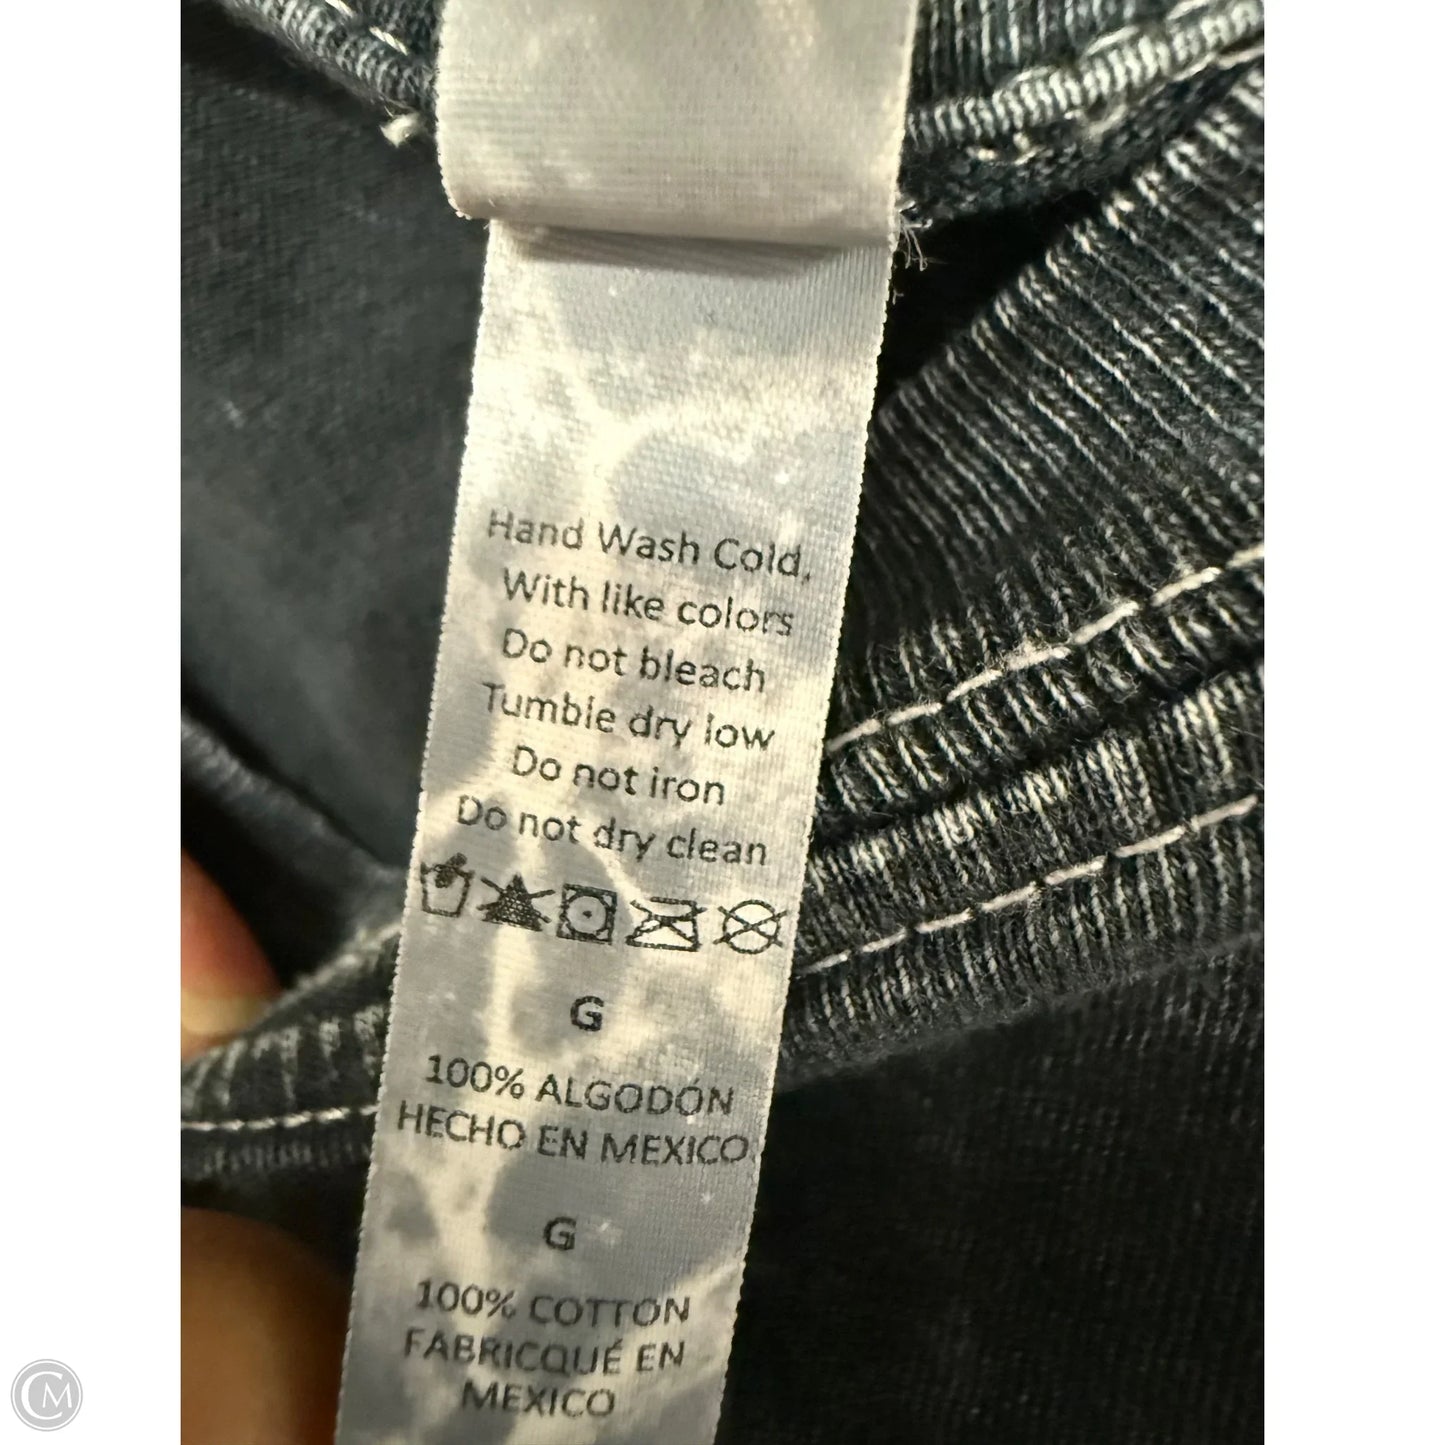 Hand Wash Cold,
With like colors
Do not bleach
Tumble dry low
Do not iron
Do not dry clean
G
100% ALGODÓN
HECHO EN MEXICO
G
100% COTTON
FABRICQUÉ EN
MEXICO
CM